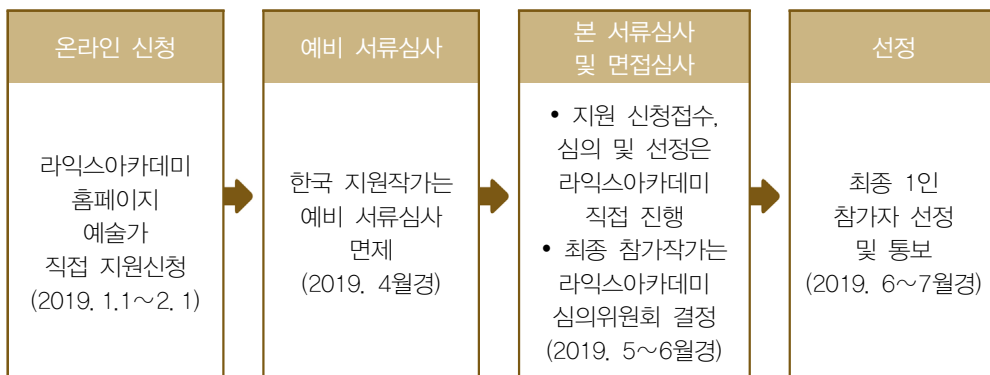 온라인 신청
라익스아카데미
홈페이지
예술가
직접 지원신청
(2019. 1.1～2. 1)
예비 서류심사
한국 지원작가는
예비 서류심사
면제
(2019. 4월경)
본 서류심사
및 면접심사
• 지원 신청접수,
심의 및 선정은
라익스아카데미
직접 진행
• 최종 참가작가는
라익스아카데미
심의위원회 결정
(2019. 5～6월경)
선정
최종 1인
참가자 선정
및 통보
(2019. 6～7월경)